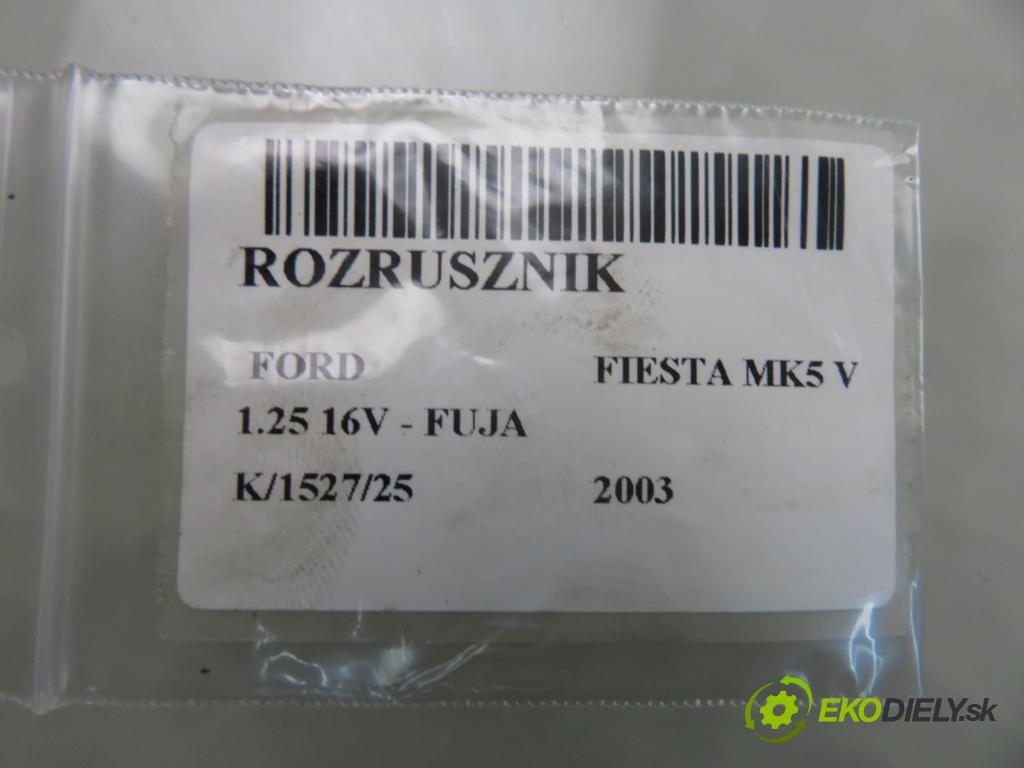 ROZRUSZNIK
FORD FIESTA MK5 V
1.25 16V - FUJA
K/1527/25 2003
EKODIELY.sk